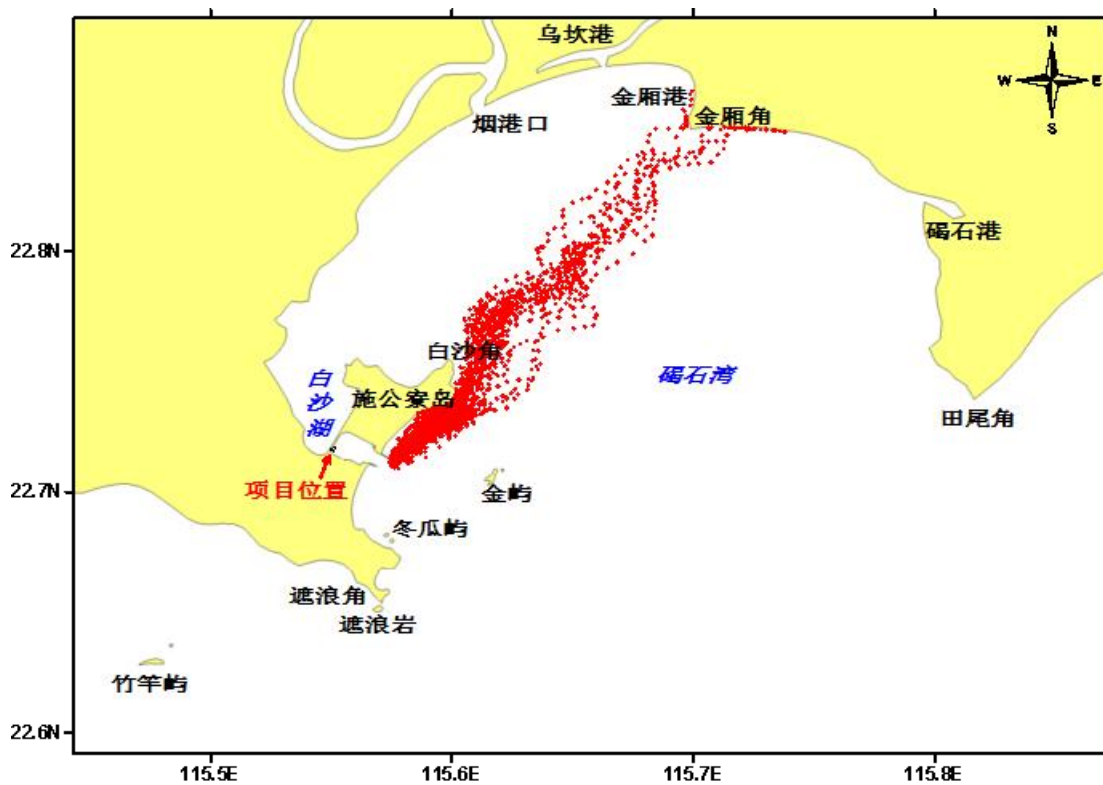 乌坎港
N
W
E
S
金厢港
金厢角
烟港口
碣石港
22.8N
白沙角
碣石湾
白沙湖
施公寮岛
田尾角
22.7N
项目位置
金屿
冬瓜屿
遮浪角
遮浪岩
竹竿屿
22.6N
115.5E
115.6E
115.7E
115.8E